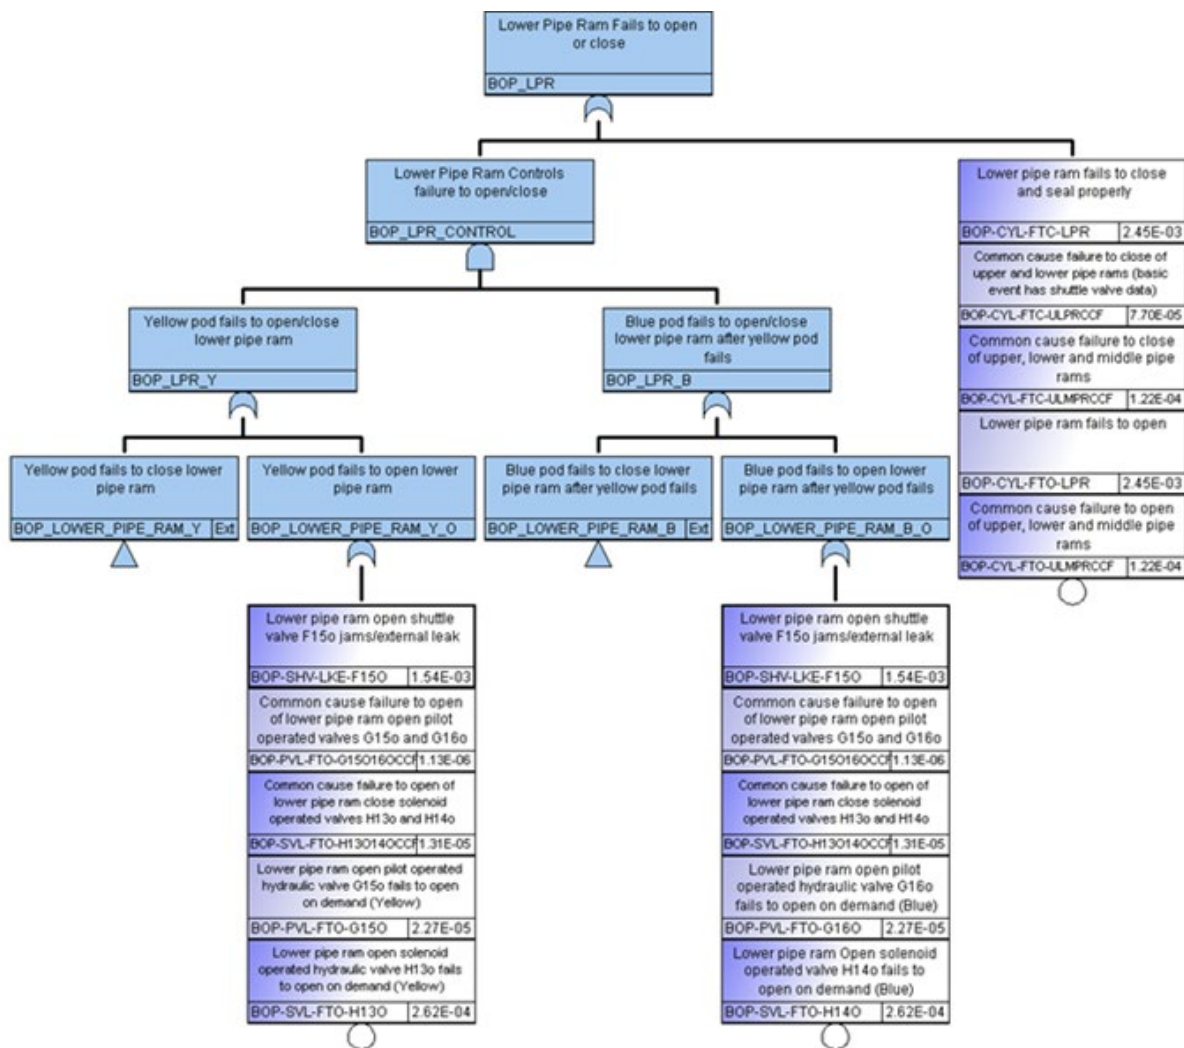 Lower Pipe Ram Fails to open
or close
BOP_LPR
Lower Pipe Ram Controls
failure to open/close
BOP_LPR_CONTROL
Lower pipe ram fails to close
and seal properly
BOP-CYL-FTC-LPR 2.45E-03
Common cause failure to close of
upper and lower pipe rams (basic
event has shuttle valve data)
BOP-CYL-FTC-ULPRCCF 7.70E-05
Common cause failure to close
of upper, lower and middle pipe
rams
BOP-CYL-FTC-ULMPRCCF 1.22E-04
Lower pipe ram fails to open
BOP-CYL-FTO-LPR 2.45E-03
Common cause failure to open
of upper, lower and middle pipe
rams
BOP-CYL-FTO-ULMPRCCF 1.22E-04
Yellow pod fails to open/close
lower pipe ram
BOP_LPR_Y
Blue pod fails to open/close
lower pipe ram after yellow pod
fails
BOP_LPR_B
Yellow pod fails to close lower
pipe ram
BOP_LOWER_PIPE_RAM_Y Ext
Yellow pod fails to open lower
pipe ram
BOP_LOWER_PIPE_RAM_Y_O
Blue pod fails to close lower
pipe ram after yellow pod fails
BOP_LOWER_PIPE_RAM_B Ext
Blue pod fails to open lower
pipe ram after yellow pod fails
BOP_LOWER_PIPE_RAM_B_O
Lower pipe ram open shuttle
valve F15o jams/external leak
BOP-SHV-LKE-F15O 1.54E-03
Common cause failure to open
of lower pipe ram open pilot
operated valves G15o and G16o
BOP-PVL-FTO-G15O16OCCF 1.13E-06
Common cause failure to open of
lower pipe ram close solenoid
operated valves H13o and H14o
BOP-SVL-FTO-H13O14OCCF 1.31E-05
Lower pipe ram open pilot operated
hydraulic valve G15o fails to open
on demand (Yellow)
BOP-PVL-FTO-G15O 2.27E-05
Lower pipe ram open solenoid
operated hydraulic valve H13o fails
to open on demand (Yellow)
BOP-SVL-FTO-H13O 2.62E-04
Lower pipe ram open shuttle
valve F15o jams/external leak
BOP-SHV-LKE-F15O 1.54E-03
Common cause failure to open
of lower pipe ram open pilot
operated valves G15o and G16o
BOP-PVL-FTO-G15O16OCCF 1.13E-06
Common cause failure to open of
lower pipe ram close solenoid
operated valves H13o and H14o
BOP-SVL-FTO-H13O14OCCF 1.31E-05
Lower pipe ram open pilot
operated hydraulic valve G16o
fails to open on demand (Blue)
BOP-PVL-FTO-G16O 2.27E-05
Lower pipe ram Open solenoid
operated valve H14o fails to
open on demand (Blue)
BOP-SVL-FTO-H14O 2.62E-04